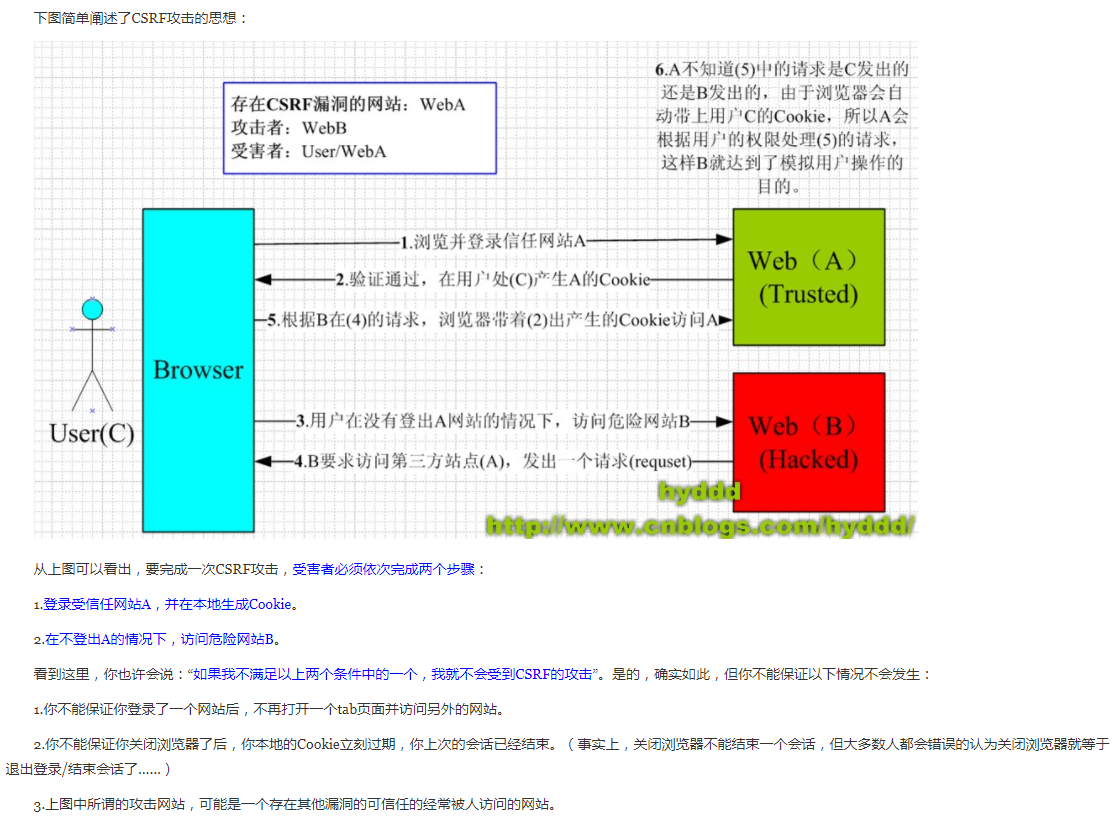 下图简单阐述了CSRF攻击的思想：
存在CSRF漏洞的网站：WebA
攻击者：WebB
受害者：User/WebA
6.A不知道(5)中的请求是C发出的
还是B发出的，由于浏览器会自
动带上用户C的Cookie，所以A会
根据用户的权限处理(5)的请求，
这样B就达到了模拟用户操作的
目的。
1.浏览并登录信任网站A
2.验证通过，在用户处(C)产生A的Cookie
5.根据B在(4)的请求，浏览器带着(2)出产生的Cookie访问A
Web（A）
(Trusted)
Browser
User(C)
3.用户在没有登出A网站的情况下，访问危险网站B
4.B要求访问第三方站点(A)，发出一个请求(requset)
Web（B）
(Hacked)
hyddd
http://www.cnblogs.com/hyddd/
从上图可以看出，要完成一次CSRF攻击，受害者必须依次完成两个步骤：
1.登录受信任网站A，并在本地生成Cookie。
2.在不登出A的情况下，访问危险网站B。
看到这里，你也许会说：“如果我不满足以上两个条件中的一个，我就不会受到CSRF的攻击”。是的，确实如此，但你不能保证以下情况不会发生：
1.你不能保证你登录了一个网站后，不再打开一个tab页面并访问另外的网站。
2.你不能保证你关闭浏览器了后，你本地的Cookie立刻过期，你上次的会话已经结束。（事实上，关闭浏览器不能结束一个会话，但大多数人都会错误的认为关闭浏览器就等于
退出登录/结束会话了......）
3.上图中所谓的攻击网站，可能是一个存在其他漏洞的可信任的经常被人访问的网站。